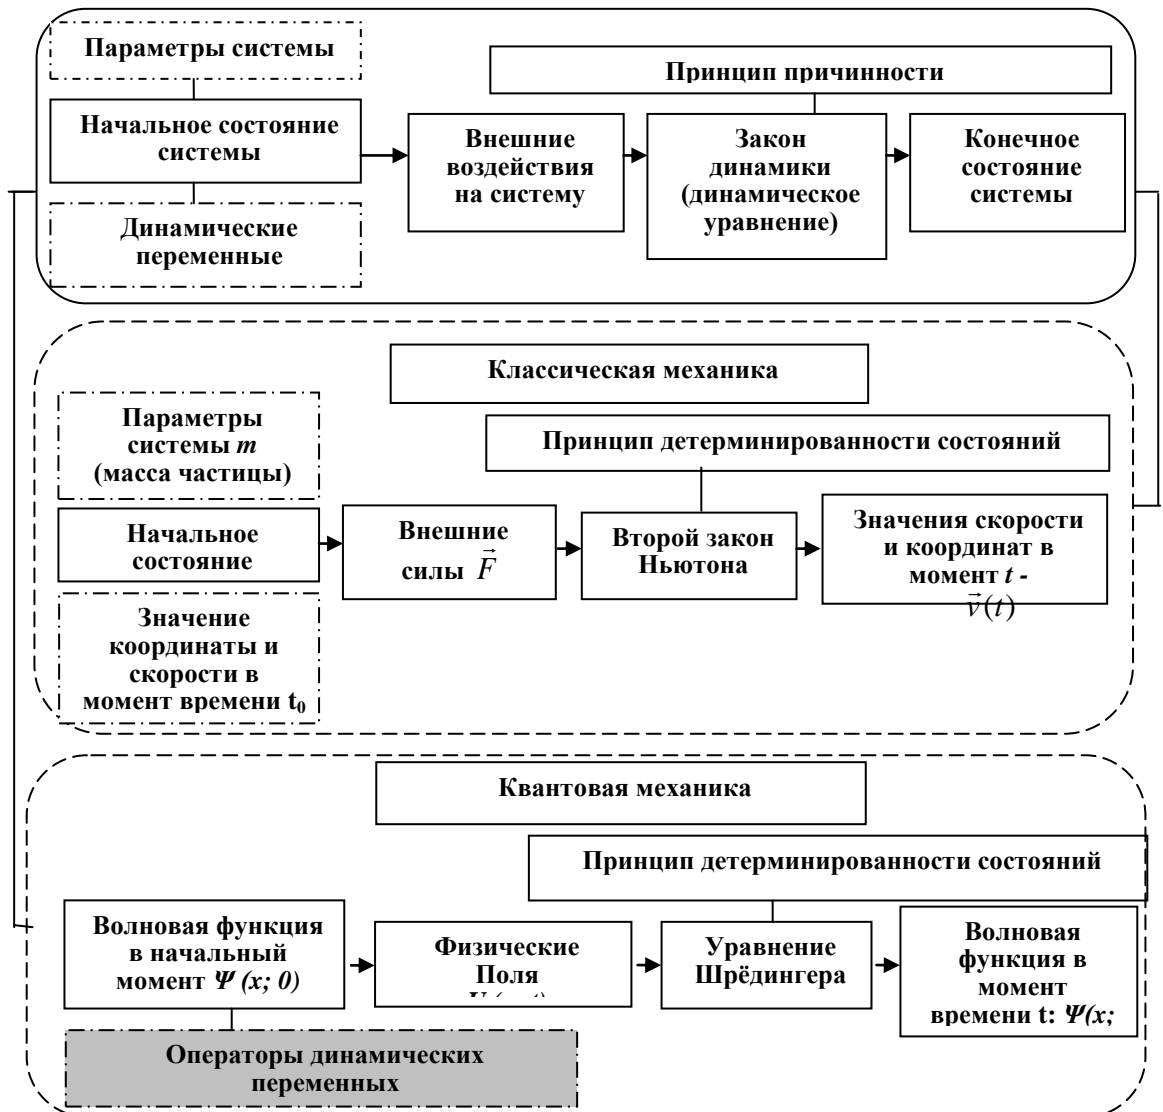 Параметры системы
Принцип причинности
Начальное состояние
системы
Внешние
воздействия
на систему
Закон
динамики
(динамическое
уравнение)
Конечное
состояние
системы
Динамические
переменные
Классическая механика
Параметры
системы m
(масса частицы)
Принцип детерминированности состояний
Начальное
состояние
Внешние
силы F⃗
Второй закон
Ньютона
Значения скорости
и координат в
момент t -
v⃗(t)
Значение
координаты и
скорости в
момент времени t₀
Квантовая механика
Принцип детерминированности состояний
Волновая функция
в начальный
момент Ψ (x; 0)
Физические
Поля
Уравнение
Шрёдингера
Волновая
функция в
момент
времени t: Ψ(x;
Операторы динамических
переменных